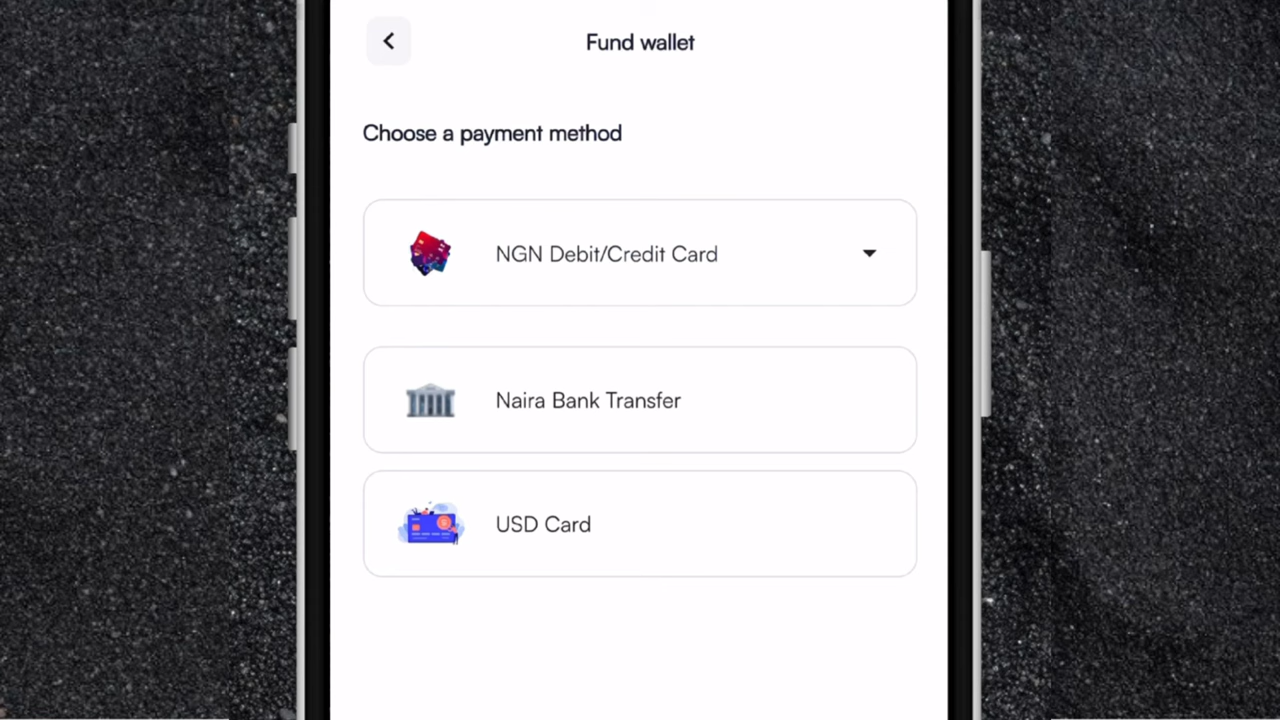 Fund wallet
Choose a payment method
NGN Debit/Credit Card
Naira Bank Transfer
USD Card